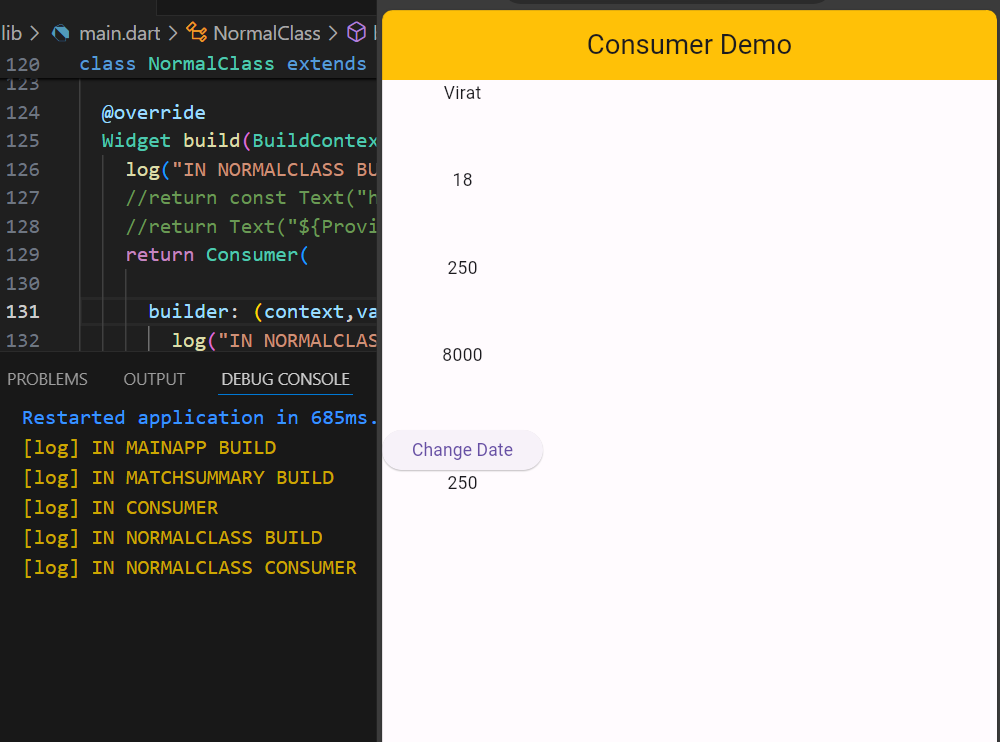 lib > main.dart > NormalClass >
120 class NormalClass extends
123
124 @override
125 Widget build(BuildContex
126 log("IN NORMALCLASS BU
127 //return const Text("h
128 //return Text("${Provi
129 return Consumer(
130
131 builder: (context,va
132 log("IN NORMALCLAS
PROBLEMS OUTPUT DEBUG CONSOLE
Restarted application in 685ms.
[log] IN MAINAPP BUILD
[log] IN MATCHSUMMARY BUILD
[log] IN CONSUMER
[log] IN NORMALCLASS BUILD
[log] IN NORMALCLASS CONSUMER
Consumer Demo
Virat
18
250
8000
Change Date
250